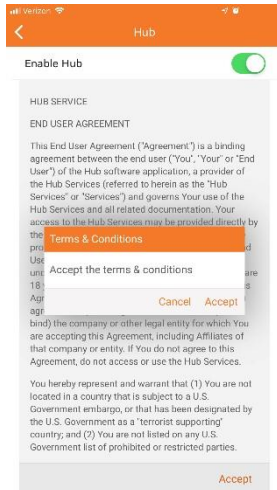 Verizon
Hub
Enable Hub
HUB SERVICE
END USER AGREEMENT
This End User Agreement ("Agreement") is a binding
agreement between the end user ("You", "Your" or "End
User") of the Hub software application, a provider of
the Hub Services (referred to herein as the "Hub
Services" or "Services") and governs Your use of the
Hub Services and all related documentation. Your
access to the Hub Services may be provided directly by
Terms & Conditions
Accept the terms & conditions
Cancel Accept
bind) the company or other legal entity for which You
are accepting this Agreement, including Affiliates of
that company or entity. If You do not agree to this
Agreement, do not access or use the Hub Services.
You hereby represent and warrant that (1) You are not
located in a country that is subject to a U.S.
Government embargo, or that has been designated by
the U.S. Government as a "terrorist supporting"
country; and (2) You are not listed on any U.S.
Government list of prohibited or restricted parties.
Accept